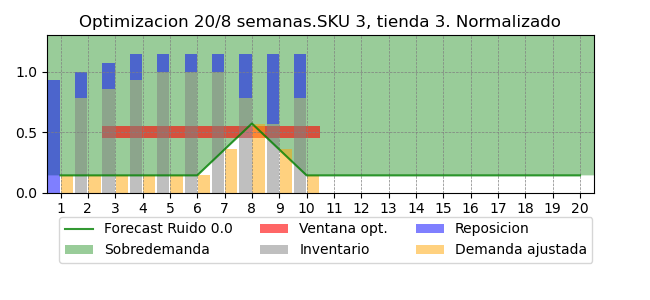 Optimizacion 20/8 semanas.SKU 3, tienda 3. Normalizado
1.0
0.5
0.0
1 2 3 4 5 6 7 8 9 10 11 12 13 14 15 16 17 18 19 20
Forecast Ruido 0.0 Ventana opt. Reposicion
Sobredemanda Inventario Demanda ajustada